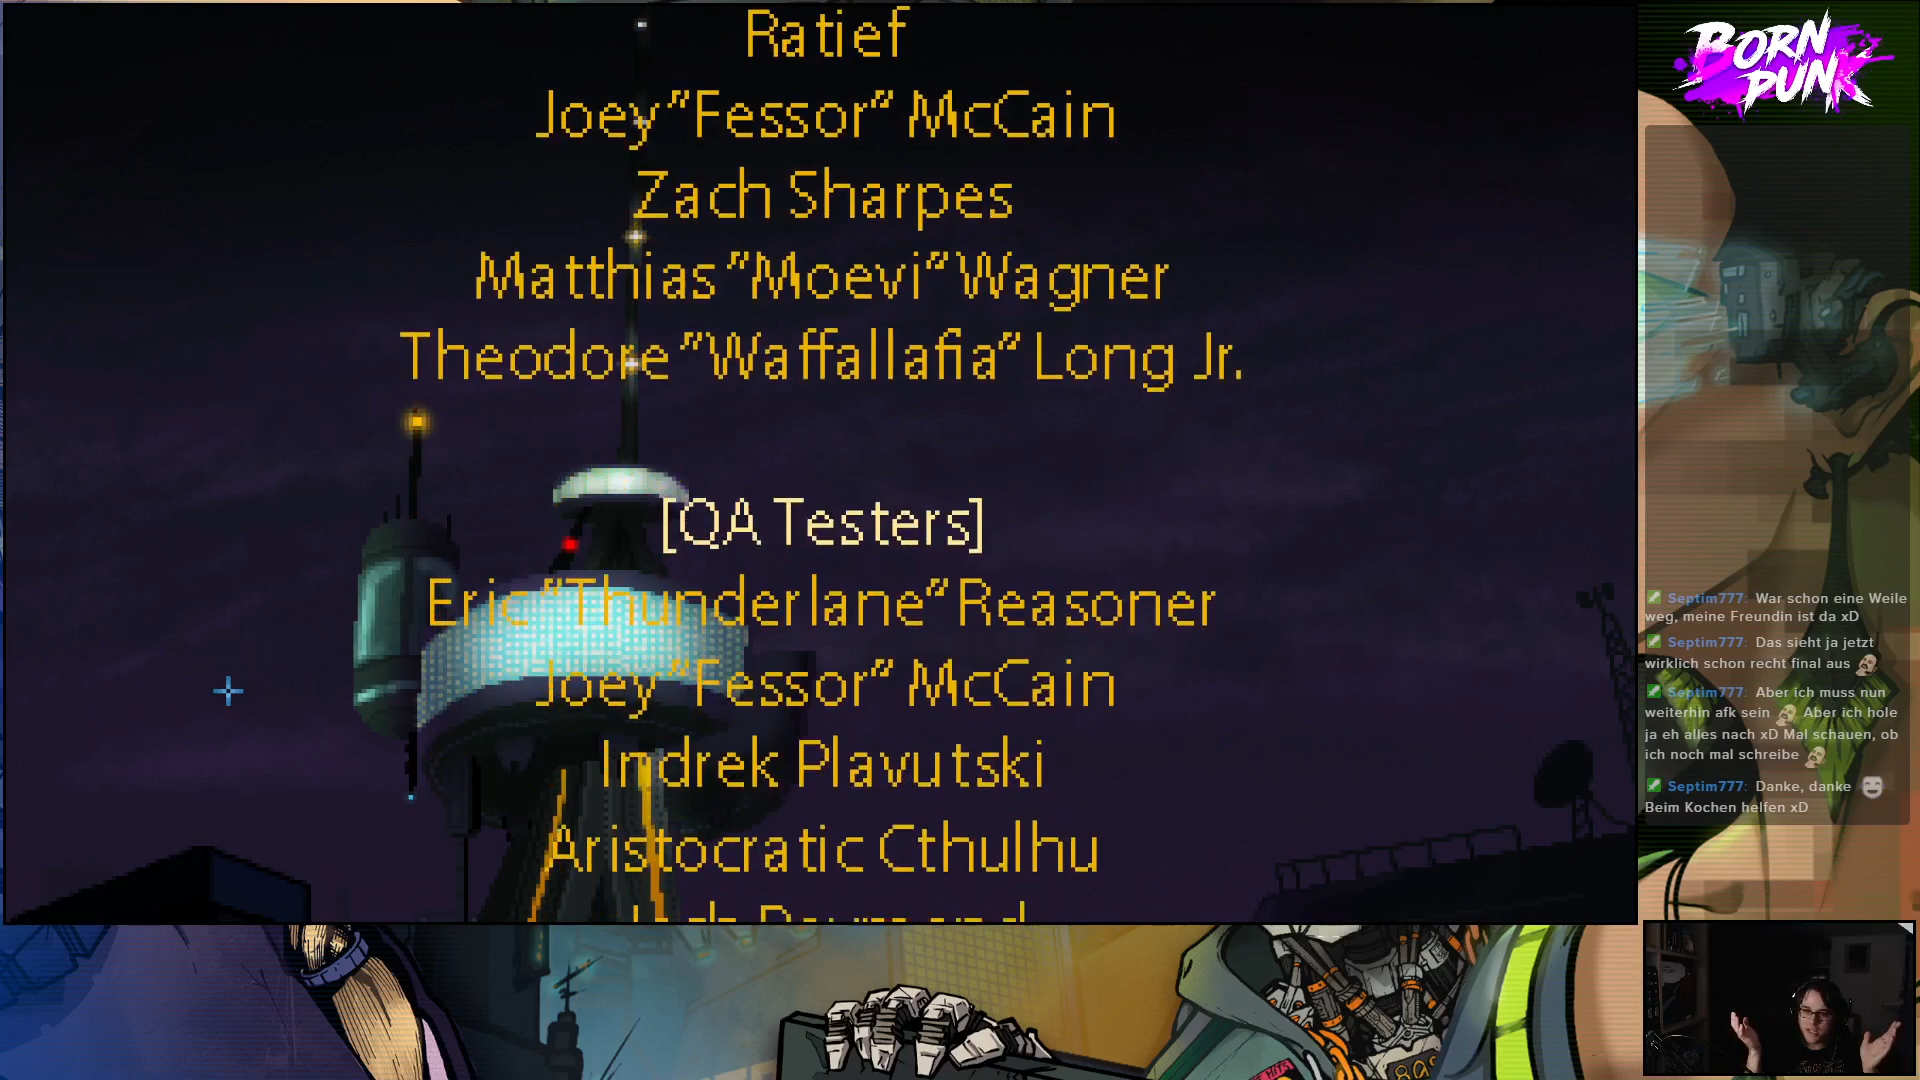 Ratief
Joey "Fessor" McCain
Zach Sharpes
Matthias "Moevi" Wagner
Theodore "Waffallafia" Long Jr.
[QA Testers]
Eric "Thunderlane" Reasoner
Joey "Fessor" McCain
Indrek Plavutski
Aristocratic Cthulhu
BORN
PUNK
Septim777: War schon eine Weile
weg, meine Freundin ist da xD
Septim777: Das sieht ja jetzt
wirklich schon recht final aus
Septim777: Aber ich muss nun
weiterhin afk sein Aber ich hole
ja eh alles nach xD Mal schauen, ob
ich noch mal schreibe
Septim777: Danke, danke
Beim Kochen helfen xD